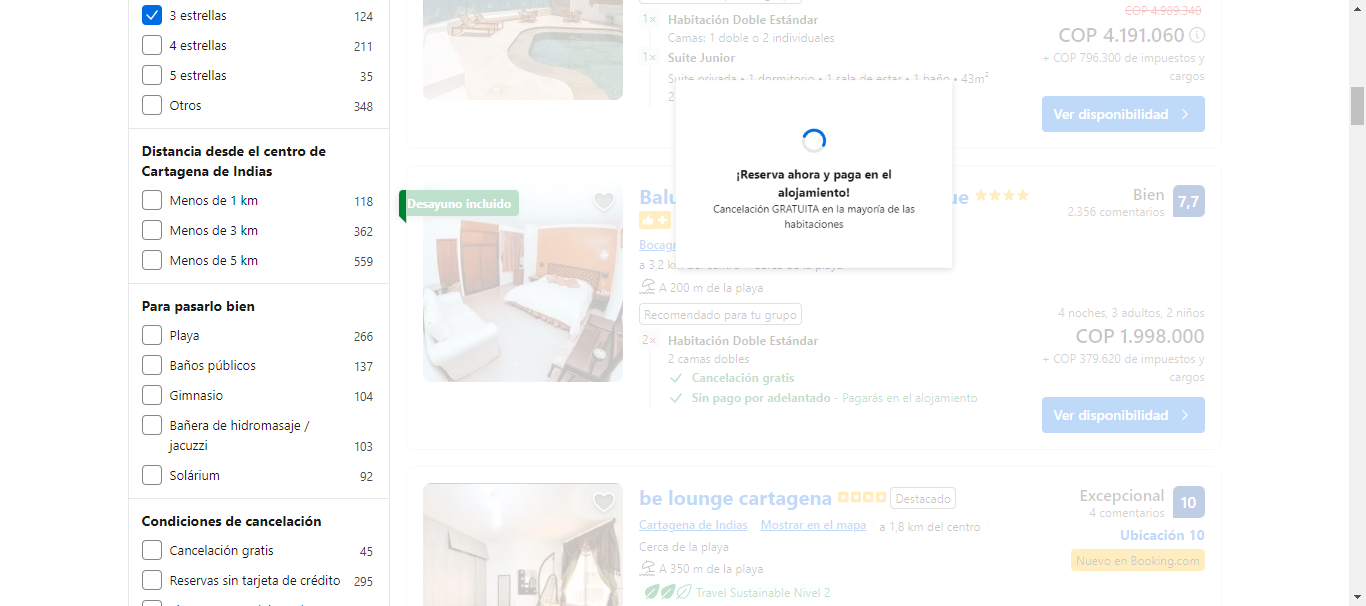 3 estrellas 124
4 estrellas 211
5 estrellas 35
Otros 348
Distancia desde el centro de
Cartagena de Indias
Menos de 1 km 118
Menos de 3 km 362
Menos de 5 km 559
Para pasarlo bien
Playa 266
Baños públicos 137
Gimnasio 104
Bañera de hidromasaje /
jacuzzi 103
Solárium 92
Condiciones de cancelación
Cancelación gratis 45
Reservas sin tarjeta de crédito 295
1× Habitación Doble Estándar
Camas: 1 doble o 2 individuales
1× Suite Junior
Suite privada • 1 dormitorio • 1 sala de estar • 1 baño • 43m²
2
COP 4.989.340
COP 4.191.060
+ COP 796.300 de impuestos y
cargos
Ver disponibilidad
¡Reserva ahora y paga en el
alojamiento!
Cancelación GRATUITA en la mayoría de las
habitaciones
Desayuno incluido
Bien 7,7
2.356 comentarios
a 3,2 km del centro Cerca de la playa
A 200 m de la playa
Recomendado para tu grupo
2× Habitación Doble Estándar
2 camas dobles
Cancelación gratis
Sin pago por adelantado - Pagarás en el alojamiento
4 noches, 3 adultos, 2 niños
COP 1.998.000
+ COP 379.620 de impuestos y
cargos
Ver disponibilidad
be lounge cartagena Destacado
Cartagena de Indias Mostrar en el mapa a 1,8 km del centro
Cerca de la playa
A 350 m de la playa
Travel Sustainable Nivel 2
Excepcional 10
4 comentarios
Ubicación 10
Nuevo en Booking.com